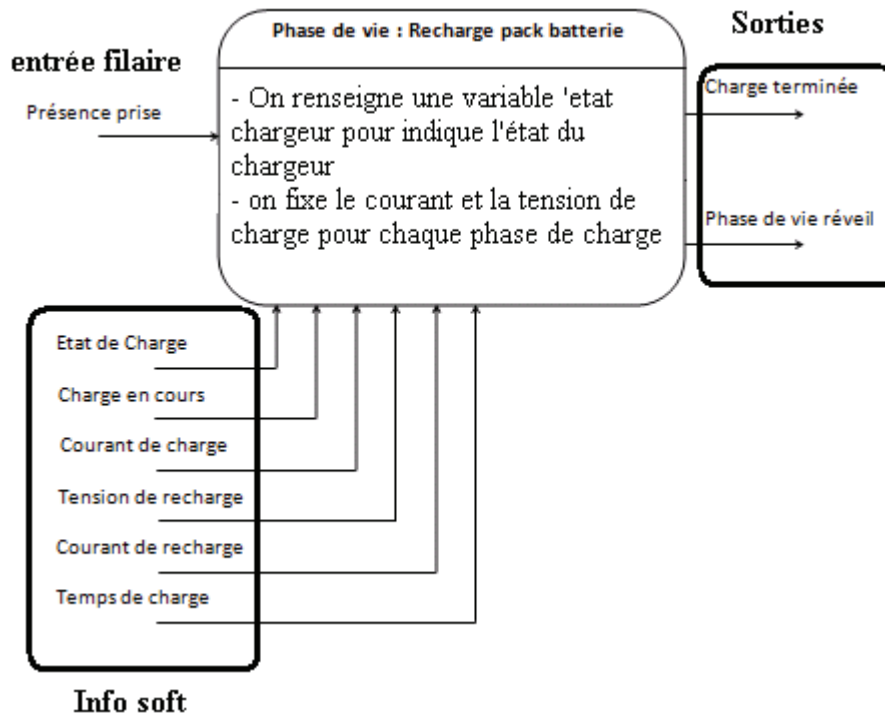 Phase de vie : Recharge pack batterie
Sorties
entrée filaire
Présence prise
- On renseigne une variable 'etat
chargeur pour indique l'état du
chargeur
- on fixe le courant et la tension de
charge pour chaque phase de charge
Charge terminée
Phase de vie réveil
Etat de Charge
Charge en cours
Courant de charge
Tension de recharge
Courant de recharge
Temps de charge
Info soft